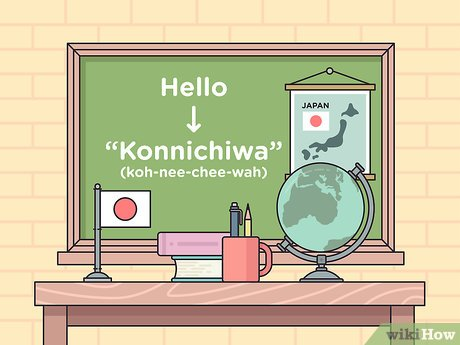 Hello
↓
“Konnichiwa”
(koh-nee-chee-wah)
JAPAN
wikiHow